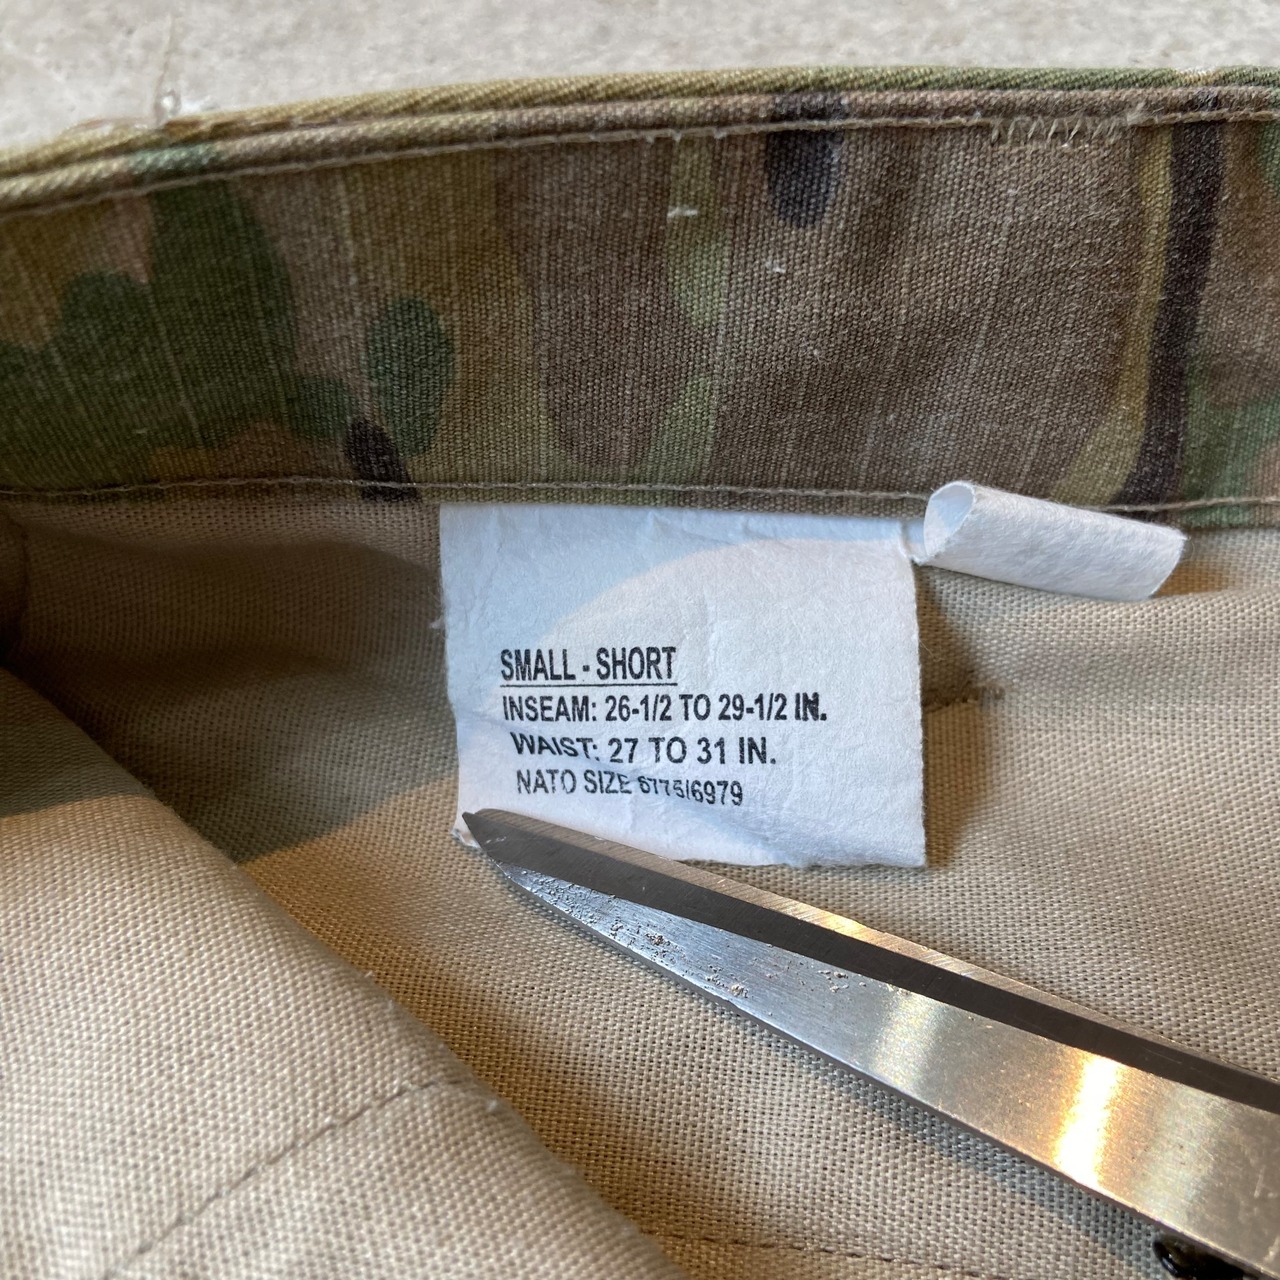 SMALL - SHORT
INSEAM: 26-1/2 TO 29-1/2 IN.
WAIST: 27 TO 31 IN.
NATO SIZE 6775/6979